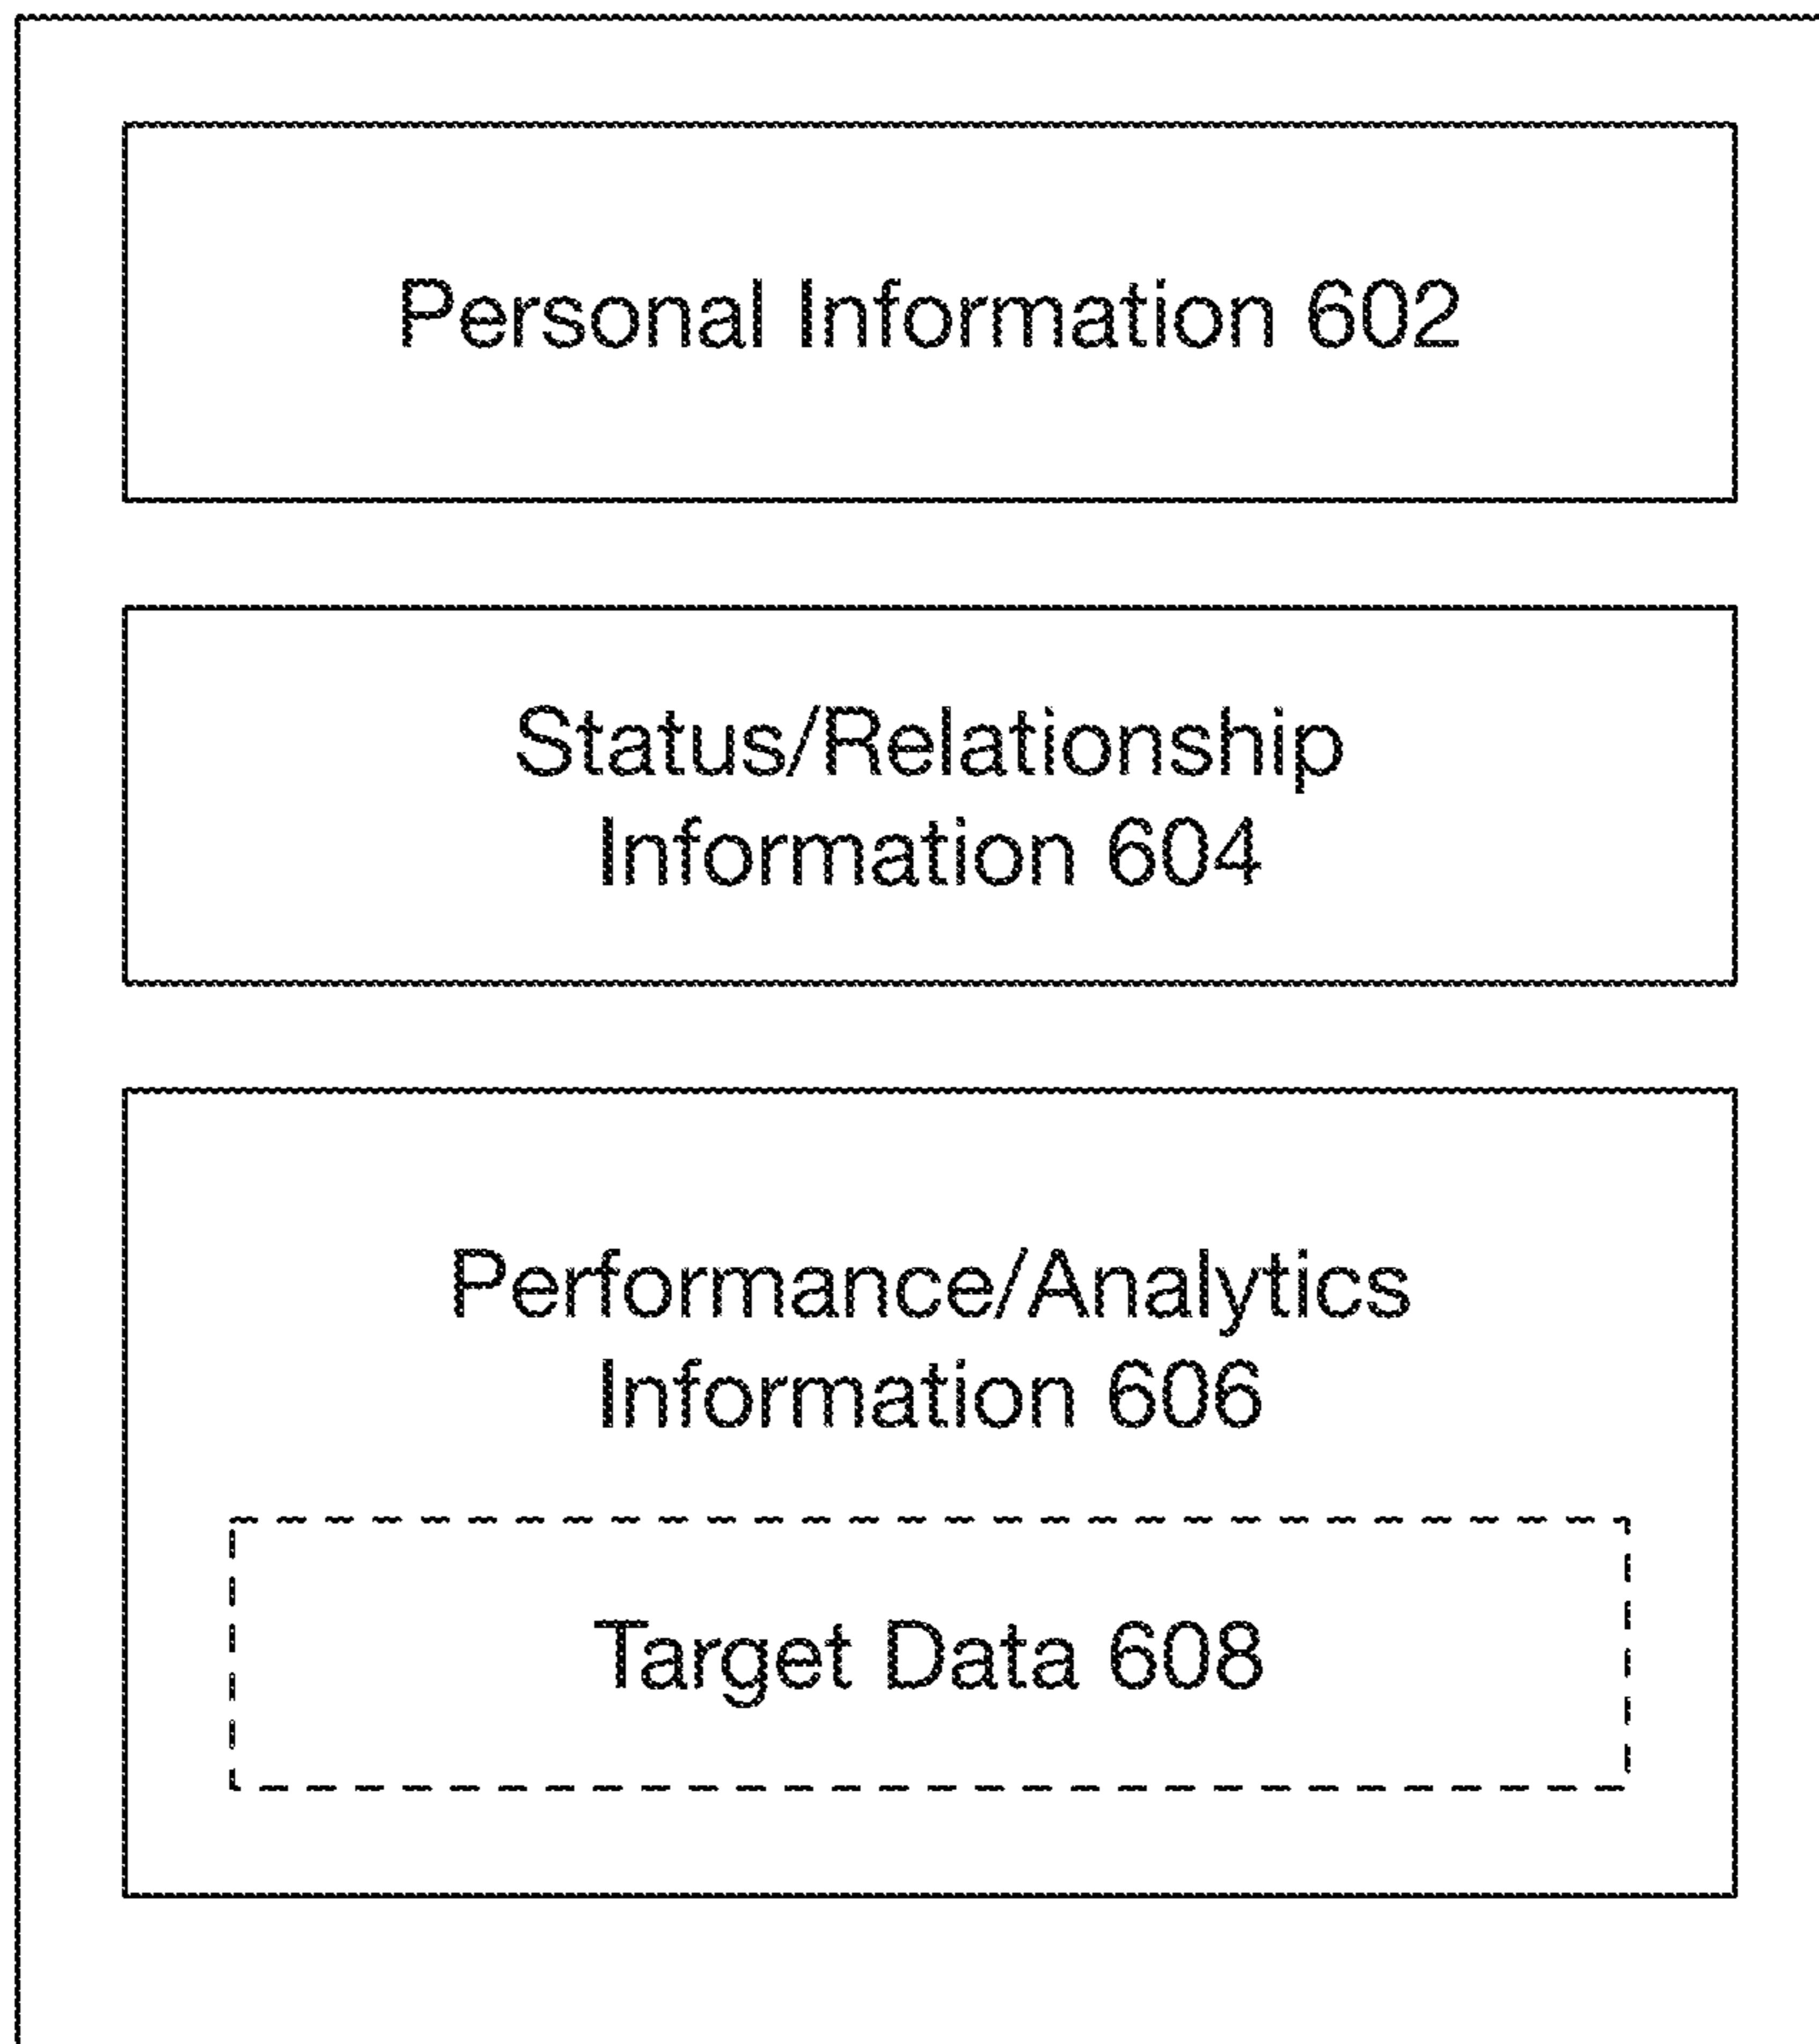 Personal Information 602
Status/Relationship
Information 604
Performance/Analytics
Information 606
Target Data 608